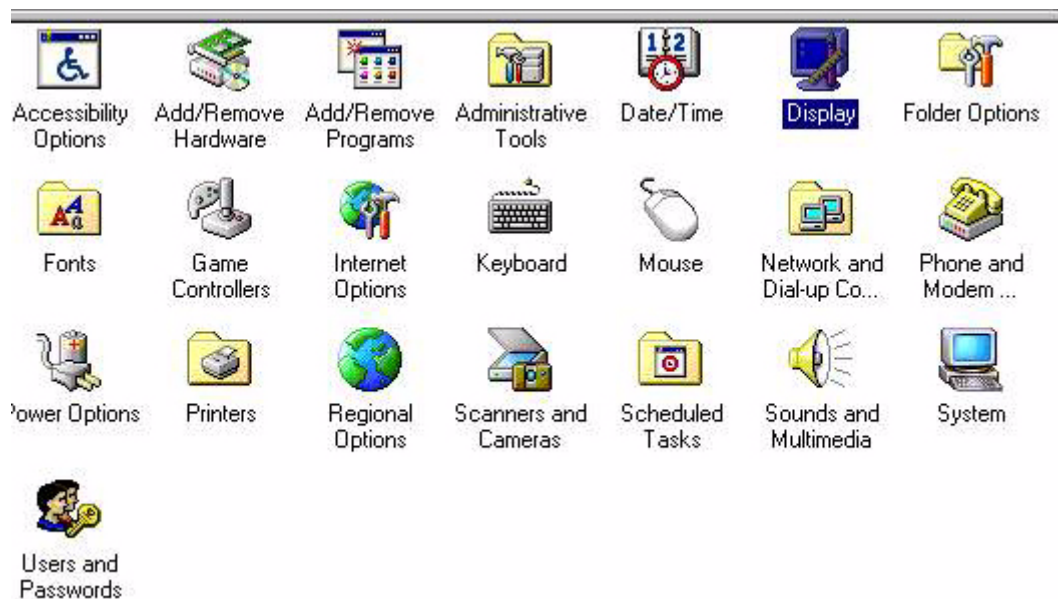 Accessibility
Options
Add/Remove
Hardware
Add/Remove
Programs
Administrative
Tools
Date/Time
Display
Folder Options
Fonts
Game
Controllers
Internet
Options
Keyboard
Mouse
Network and
Dial-up Co...
Phone and
Modem ...
Power Options
Printers
Regional
Options
Scanners and
Cameras
Scheduled
Tasks
Sounds and
Multimedia
System
Users and
Passwords